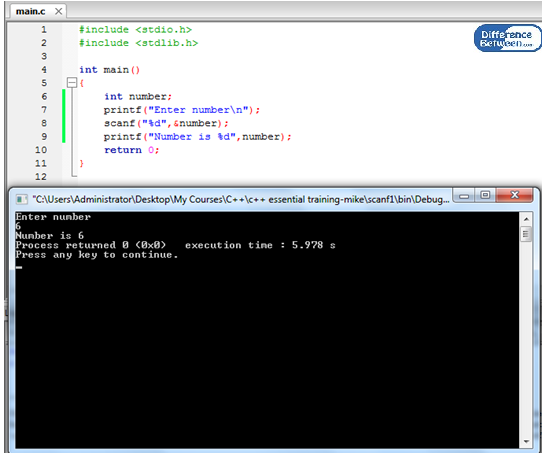 main.c
Difference
Between.com
1 #include <stdio.h>
2 #include <stdlib.h>
3
4 int main()
5 {
6 int number;
7 printf("Enter number\n");
8 scanf("%d",&number);
9 printf("Number is %d",number);
10 return 0;
11 }
12
"C:\Users\Administrator\Desktop\My Courses\C++\c++ essential training-mike\scanf1\bin\Debug...
Enter number
6
Number is 6
Process returned 0 (0x0) execution time : 5.978 s
Press any key to continue.